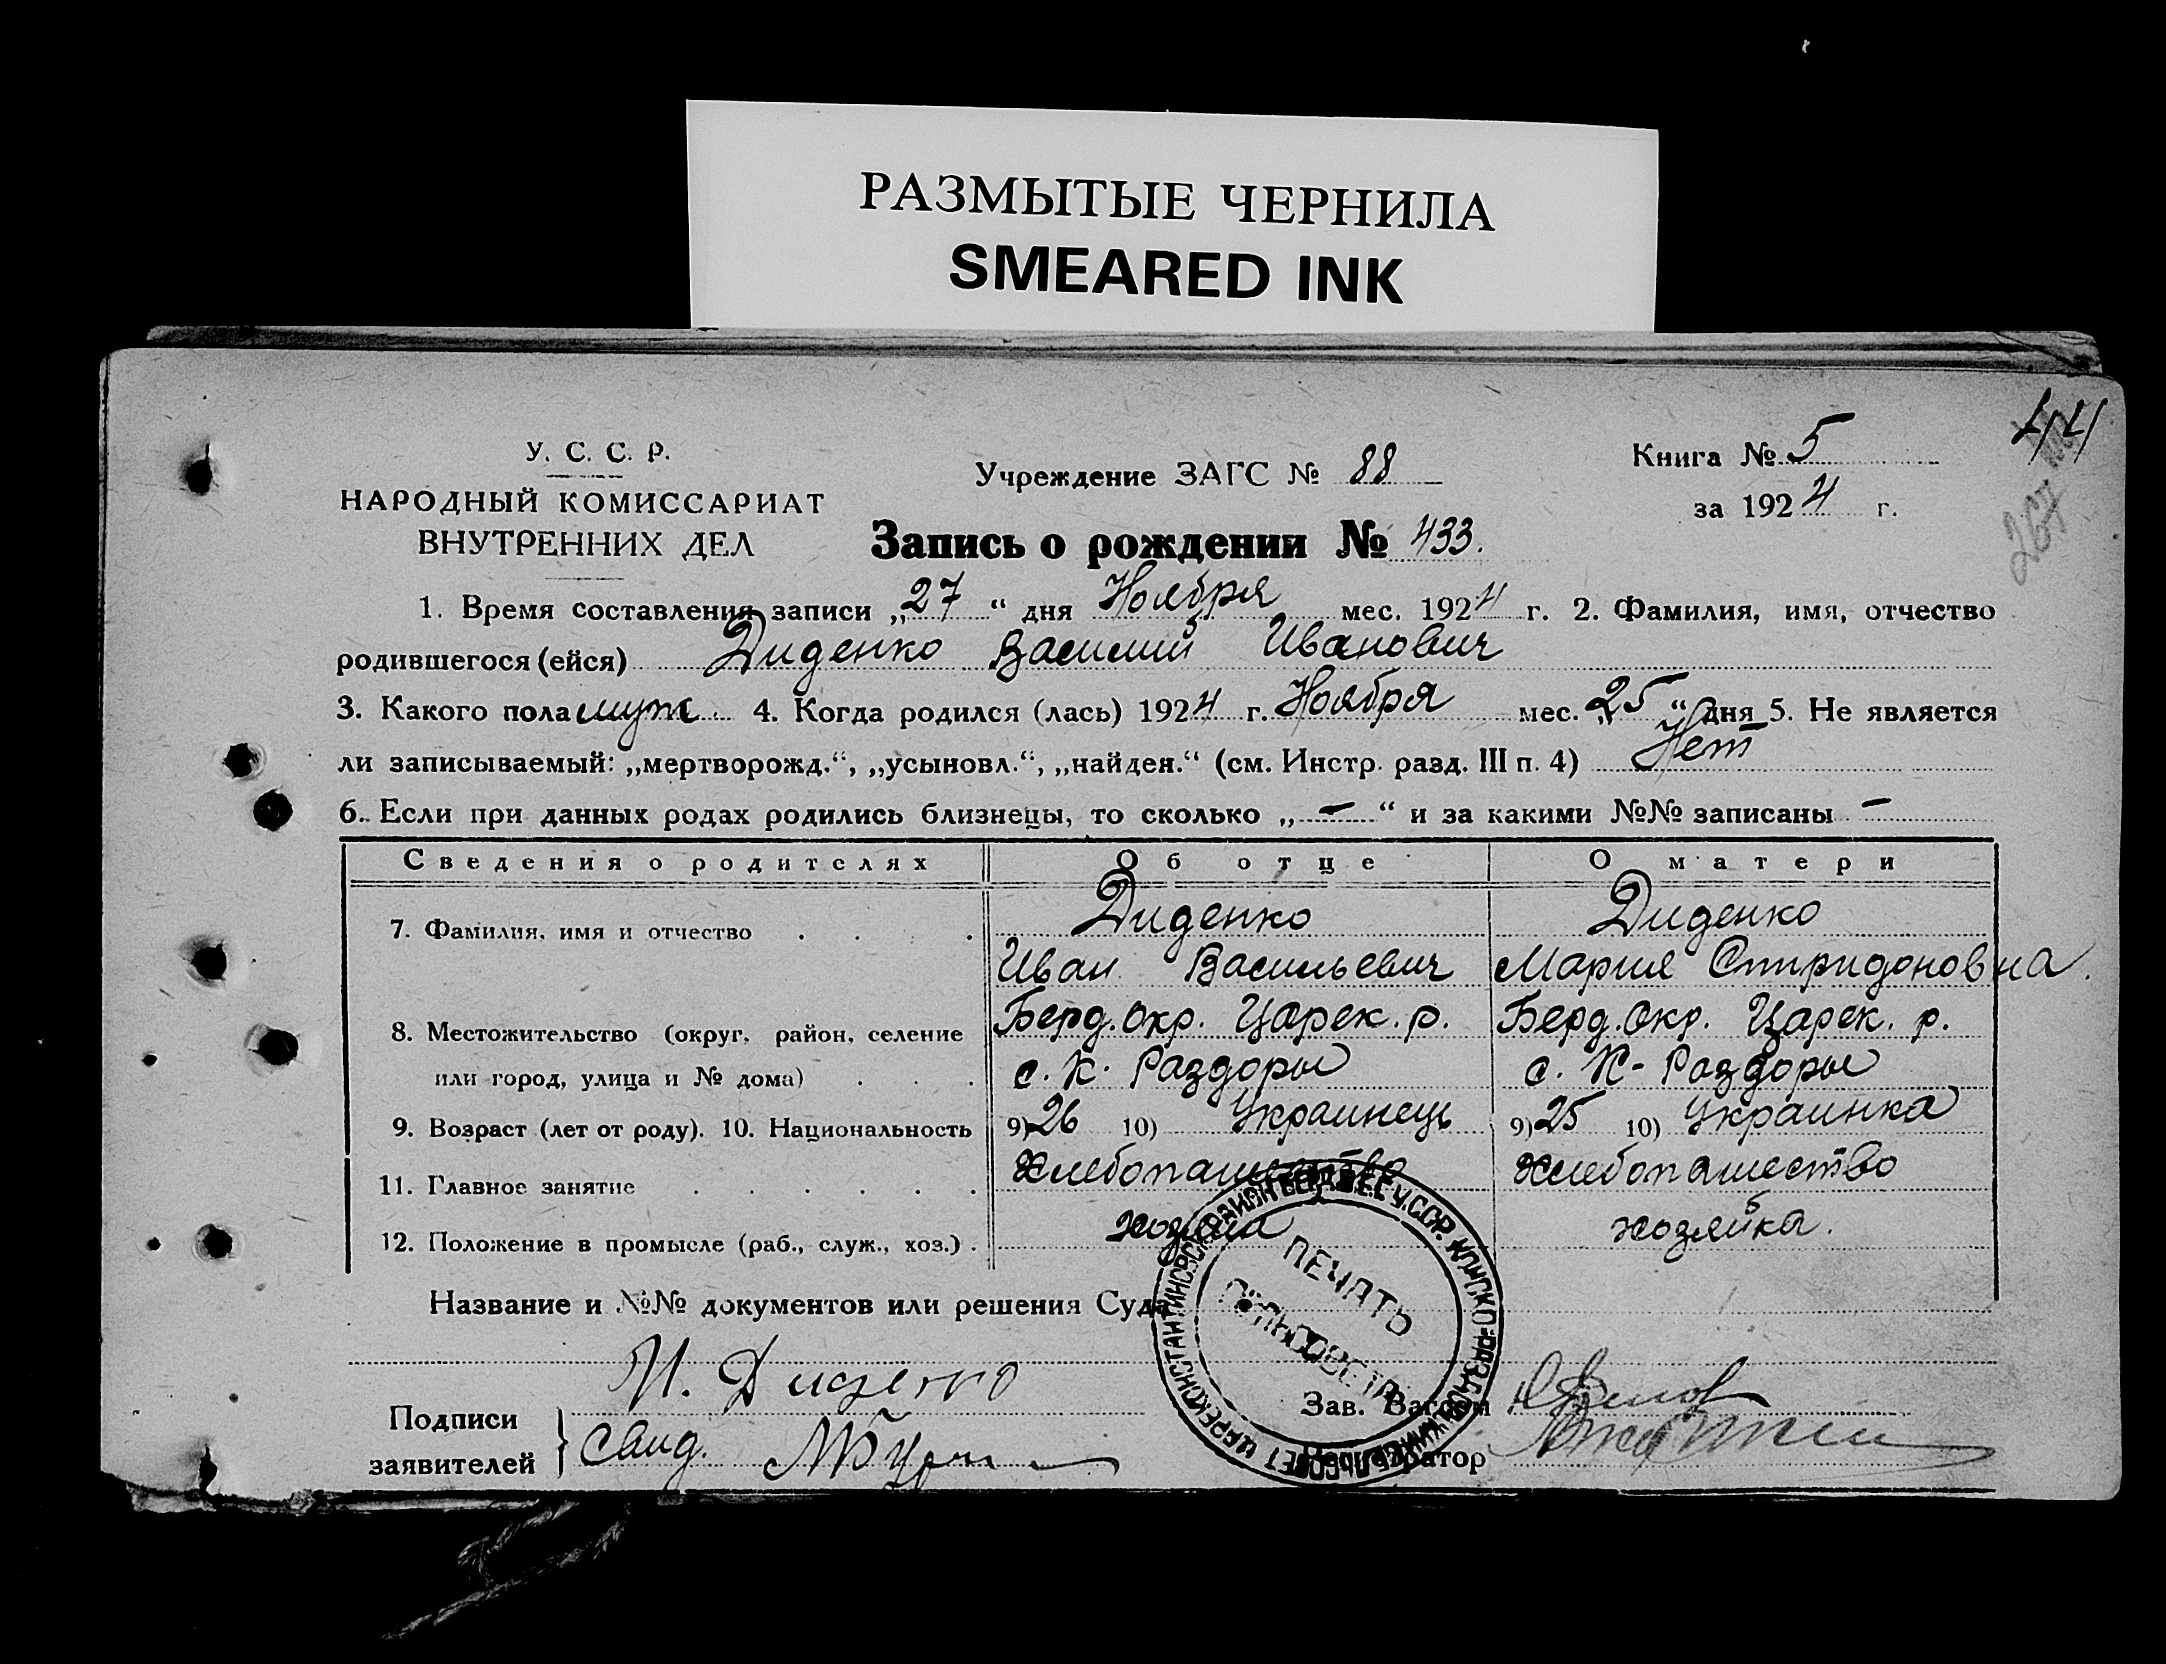 РАЗМЫТЫЕ ЧЕРНИЛА
SMEARED INK
44
У. С. С. Р.
НАРОДНЫЙ КОМИССАРИАТ
ВНУТРЕННИХ ДЕЛ
Учреждение ЗАГС № 88
Книга № 5
за 1924 г.
267
Запись о рождении № 433.
1. Время составления записи „27“ дня Ноября мес. 1924 г. 2. Фамилия, имя, отчество
родившегося (ейся) Диденко Василий Иванович
3. Какого пола муж. 4. Когда родился (лась) 1924 г. Ноября мес. „25“ дня 5. Не является
ли записываемый: „мертворожд.“, „усыновл.“, „найден.“ (см. Инстр. разд. III п. 4) Нет
6. Если при данных родах родились близнецы, то сколько „ — “ и за какими №№ записаны —
Сведения о родителях Об отце О матери
7. Фамилия, имя и отчество Диденко Диденко
Иван Васильевич Мария Спиридоновна.
8. Местожительство (округ, район, селение Берд. Окр. Царек. р. Берд. Окр. Царек. р.
или город, улица и № дома) с. К. Раздоры с. К-Раздоры
9. Возраст (лет от роду). 10. Национальность 9) 26 10) Украинець 9) 25 10) Украинка
11. Главное занятие Хлебопашество Хлебопашество
12. Положение в промысле (раб., служ., хоз.) хозяйка.
Название и №№ документов или решения Суда
ПЕЧАТЬ
СЕЛЬСОВЕТА
Подписи
заявителей
И. Диденко
Свид.
Зав. Загсом
Регистратор